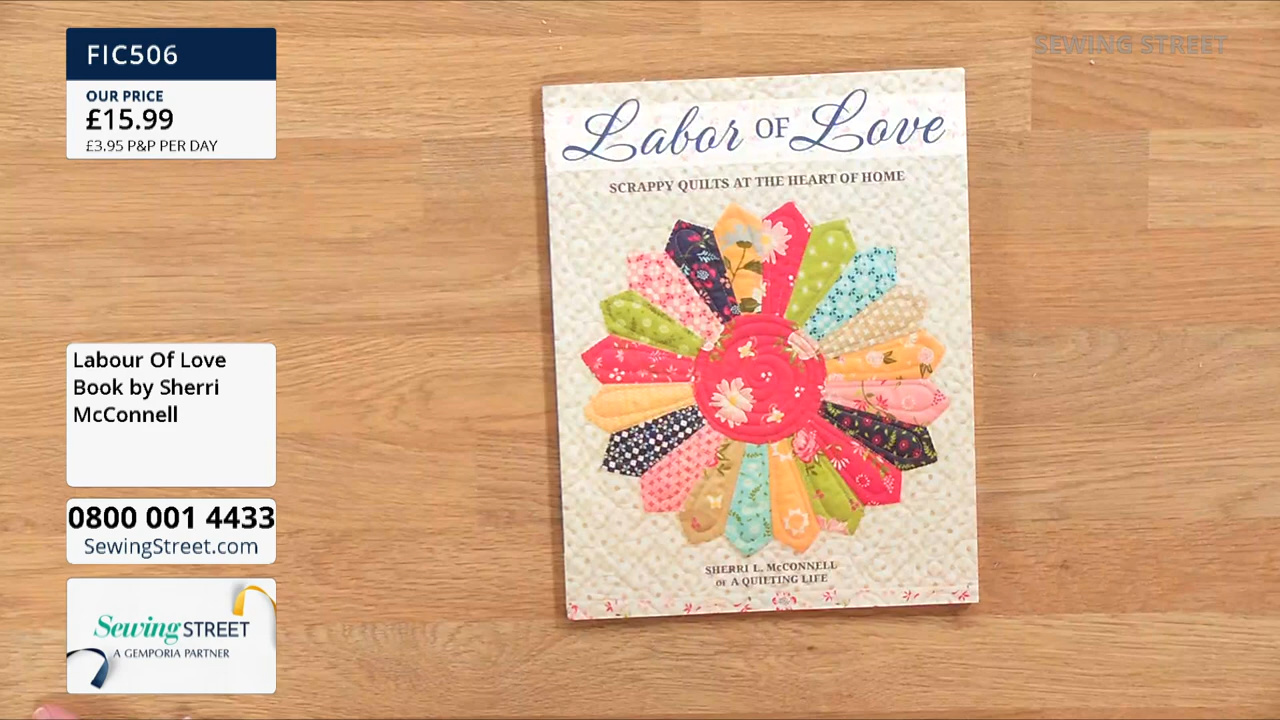 FIC506
OUR PRICE
£15.99
£3.95 P&P PER DAY
Labour Of Love
Book by Sherri
McConnell
0800 001 4433
SewingStreet.com
Sewing STREET
A GEMPORIA PARTNER
SEWING STREET
Labor OF Love
SCRAPPY QUILTS AT THE HEART OF HOME
SHERRI L. McCONNELL
OF A QUILTING LIFE